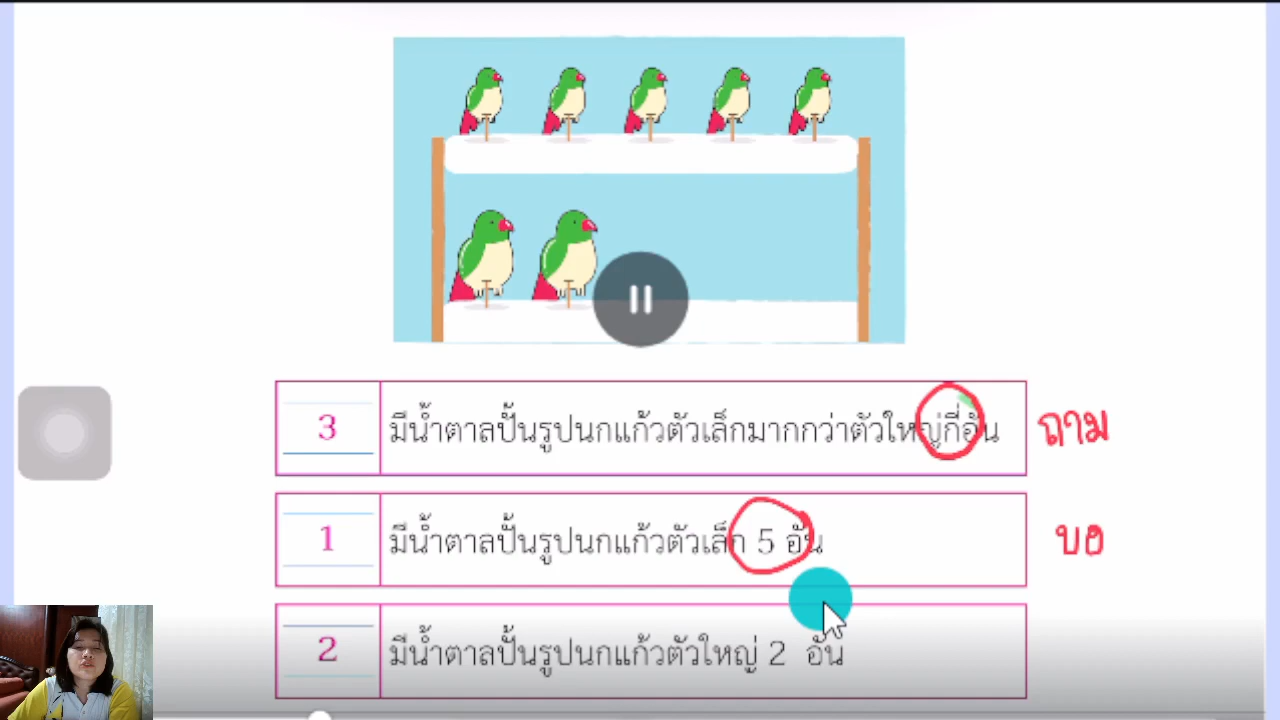 3 มีน้ำตาลปั้นรูปนกแก้วตัวเล็กมากกว่าตัวใหญ่กี่อัน ถาม
1 มีน้ำตาลปั้นรูปนกแก้วตัวเล็ก 5 อัน บอ
2 มีน้ำตาลปั้นรูปนกแก้วตัวใหญ่ 2 อัน